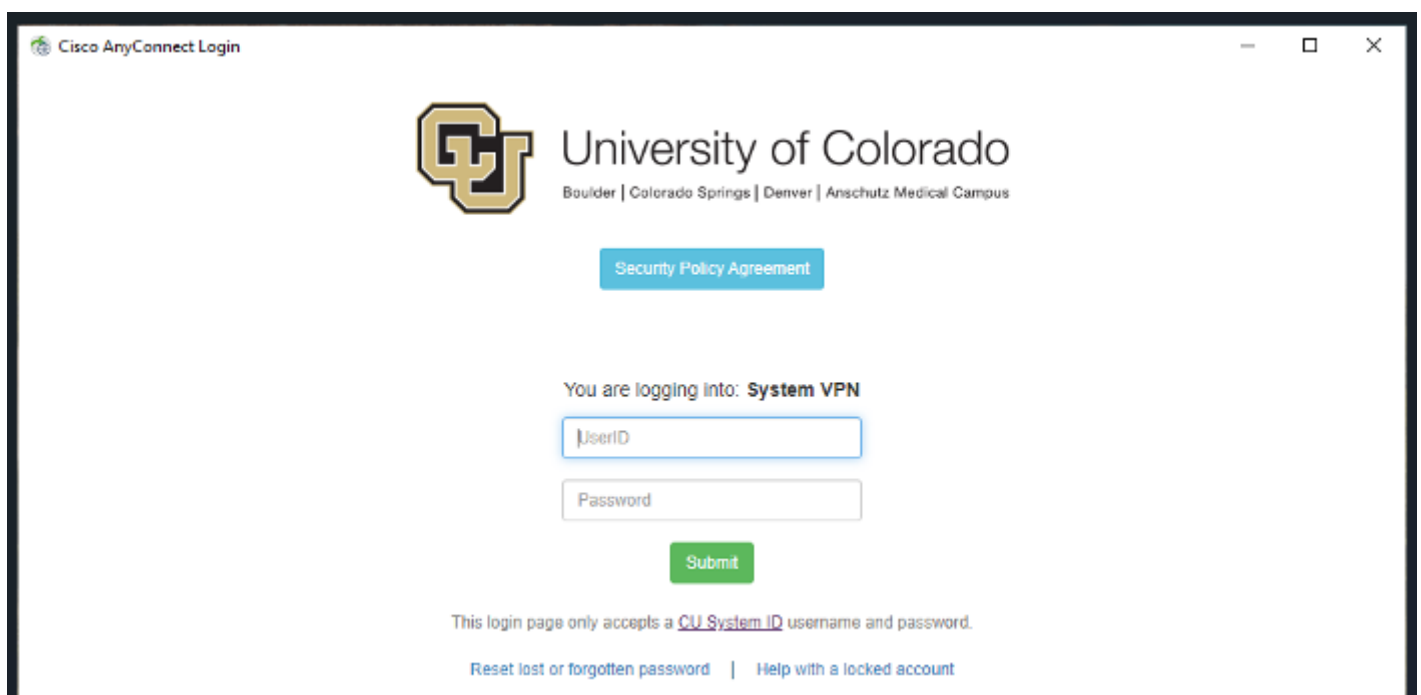 Cisco AnyConnect Login
CU
University of Colorado
Boulder | Colorado Springs | Denver | Anschutz Medical Campus
Security Policy Agreement
You are logging into: System VPN
UserID
Password
Submit
This login page only accepts a CU System ID username and password.
Reset lost or forgotten password | Help with a locked account